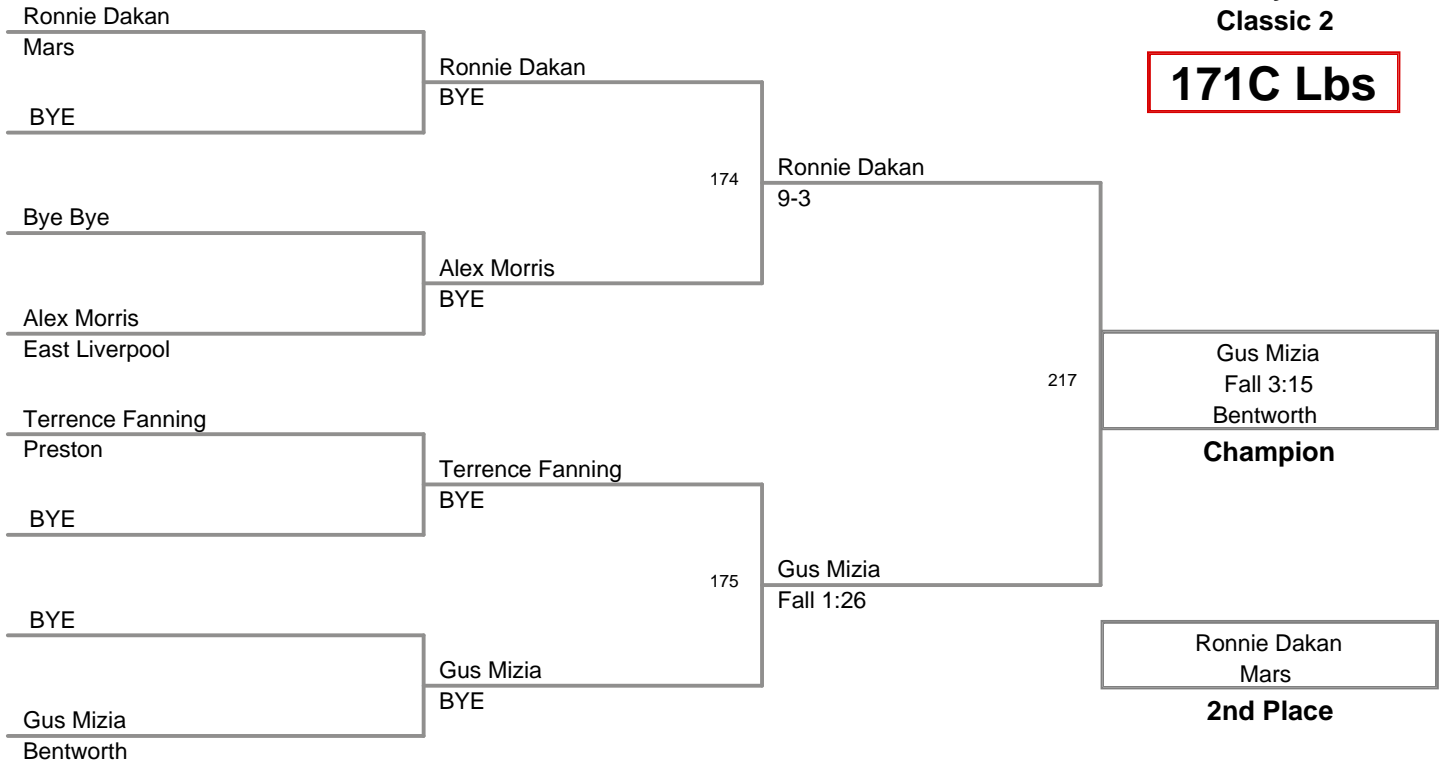 Classic 2
171C Lbs
Ronnie Dakan
Mars
BYE
Bye Bye
Alex Morris
East Liverpool
Terrence Fanning
Preston
BYE
BYE
Gus Mizia
Bentworth
Ronnie Dakan
BYE
Alex Morris
BYE
Terrence Fanning
BYE
Gus Mizia
BYE
174
Ronnie Dakan
9-3
175
Gus Mizia
Fall 1:26
217
Gus Mizia
Fall 3:15
Bentworth
Champion
Ronnie Dakan
Mars
2nd Place